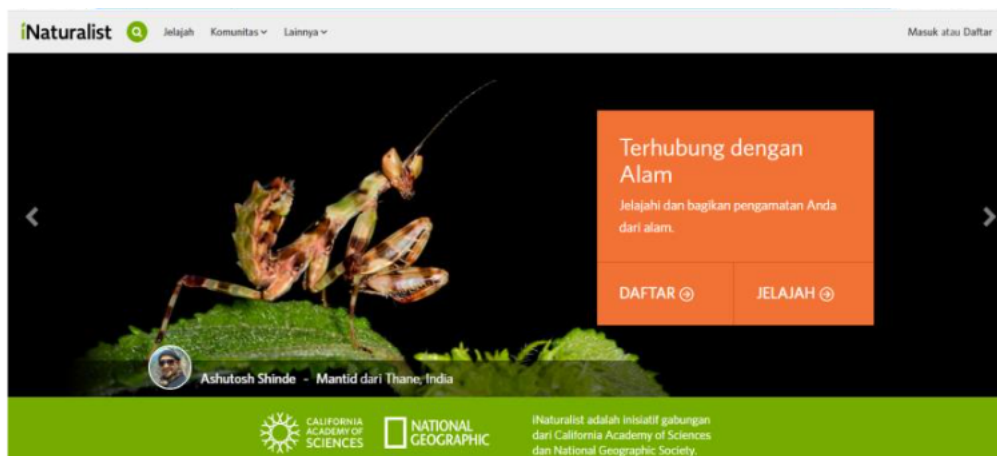 iNaturalist Jelajah Komunitas Lainnya Masuk atau Daftar
Terhubung dengan
Alam
Jelajahi dan bagikan pengamatan Anda
dari alam.
DAFTAR JELAJAH
Ashutosh Shinde - Mantid dari Thane, India
CALIFORNIA
ACADEMY OF
SCIENCES
NATIONAL
GEOGRAPHIC
iNaturalist adalah inisiatif gabungan
dari California Academy of Sciences
dan National Geographic Society.